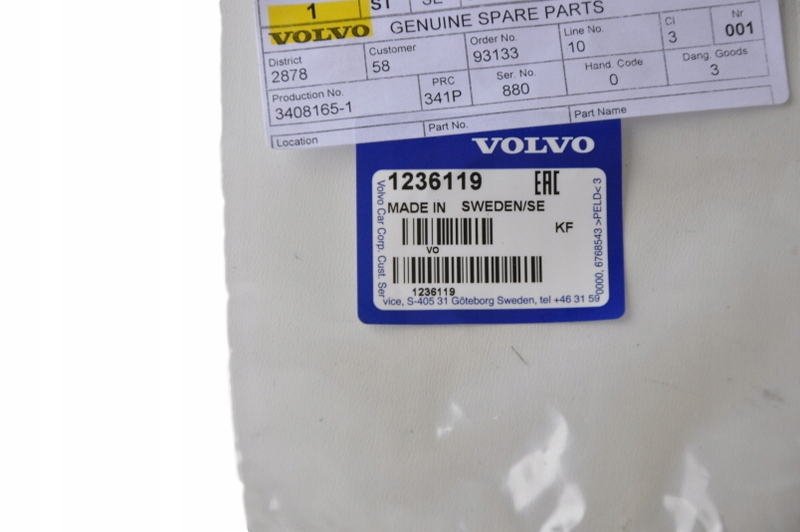 1 ST
VOLVO GENUINE SPARE PARTS
District Customer Order No. Line No. CI Nr
2878 58 93133 10 3 001
Production No. PRC Ser. No. Hand. Code Dang. Goods
3408165-1 341P 880 0 3
Location Part No. Part Name
VOLVO
1236119 EAC
MADE IN SWEDEN/SE
KF
VO
1236119
Volvo Car Corp. Cust. Ser
vice, S-405 31 Göteborg Sweden, tel +46 31 59
0000, 6768543 >PELD< 3